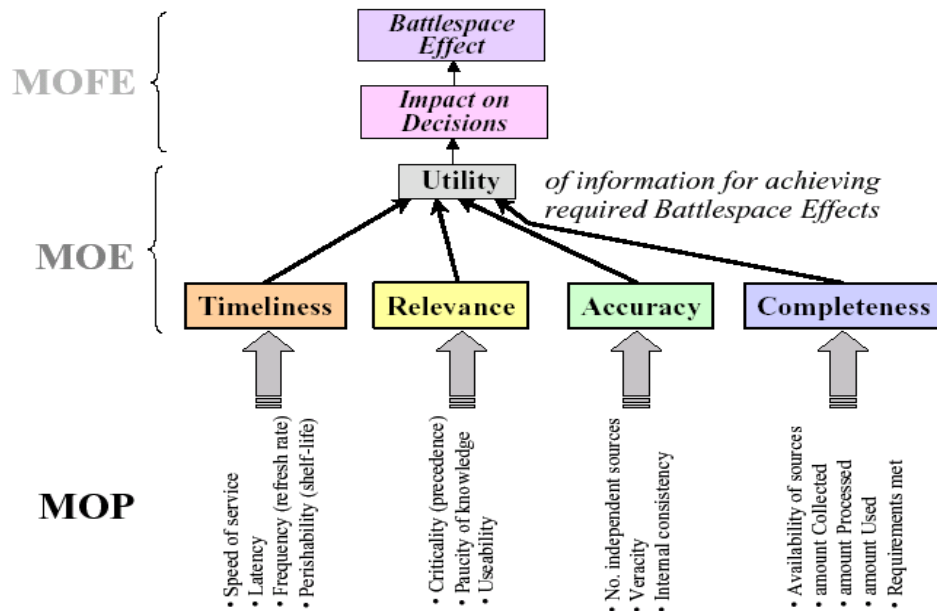 MOFE
Battlespace
Effect
Impact on
Decisions
MOE
Utility
of information for achieving
required Battlespace Effects
Timeliness
Relevance
Accuracy
Completeness
MOP
• Speed of service
• Latency
• Frequency (refresh rate)
• Perishability (shelf-life)
• Criticality (precedence)
• Paucity of knowledge
• Useability
• No. independent sources
• Veracity
• Internal consistency
• Availability of sources
• amount Collected
• amount Processed
• amount Used
• Requirements met